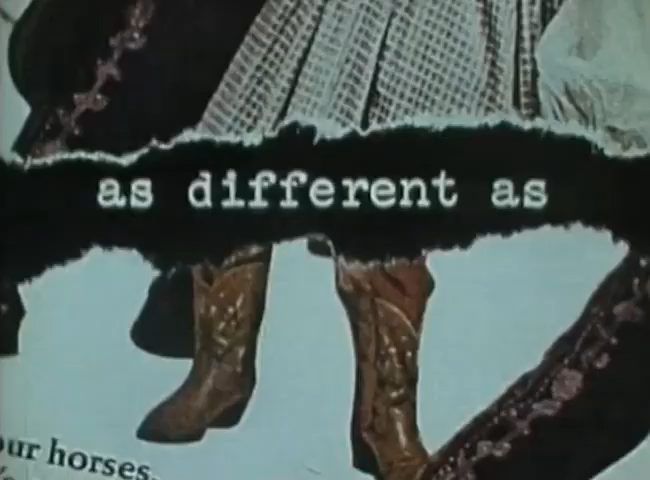 as different as
our horses.